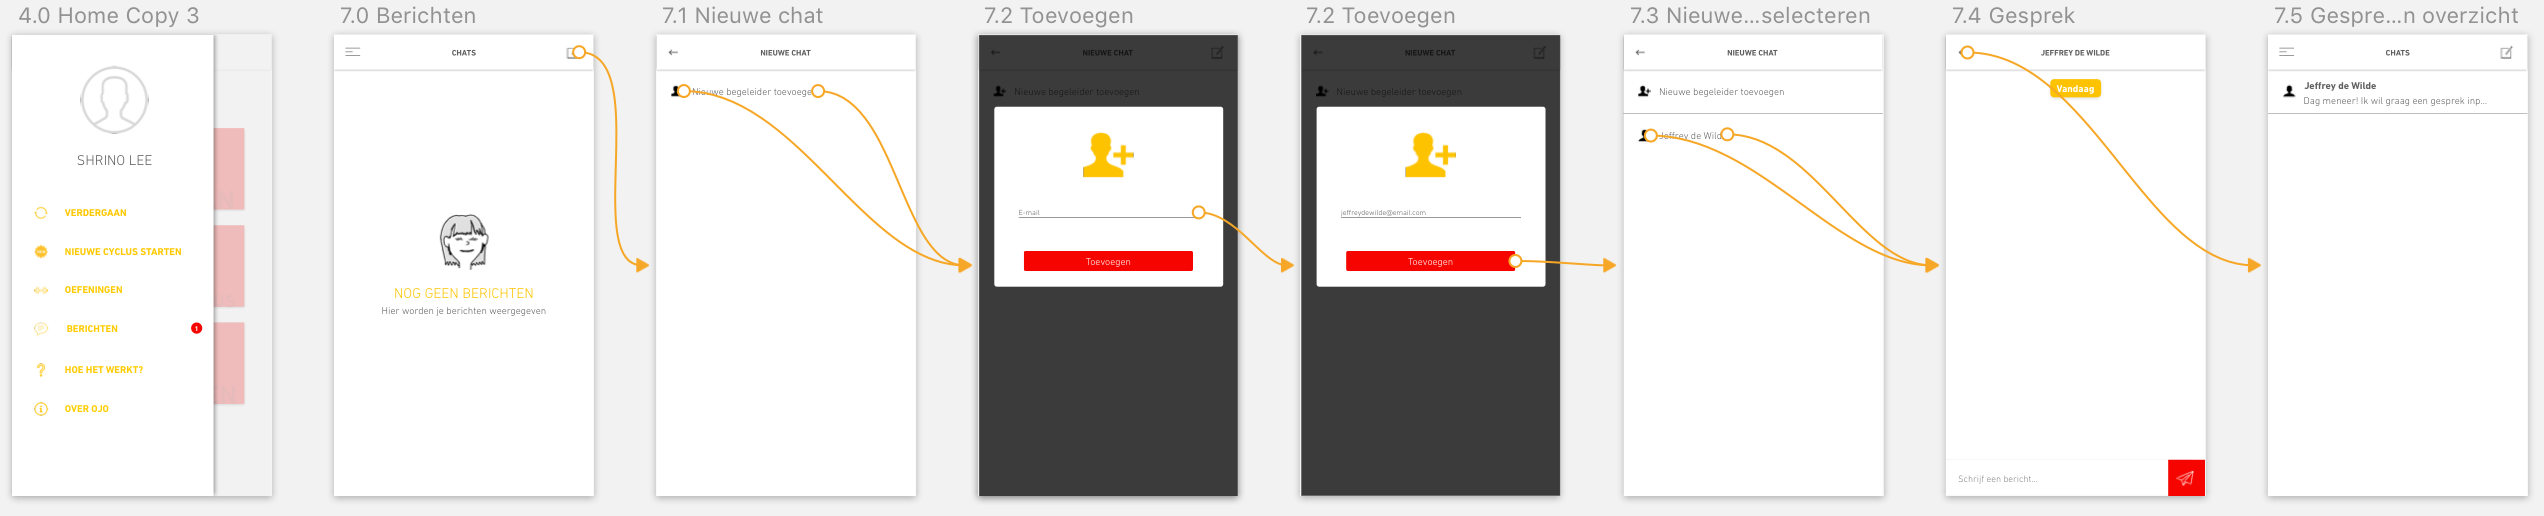 4.0 Home Copy 3
SHRINO LEE
VERDERGAAN
NIEUWE CYCLUS STARTEN
OEFENINGEN
BERICHTEN
1
HOE HET WERKT?
OVER OJO
7.0 Berichten
CHATS
NOG GEEN BERICHTEN
Hier worden je berichten weergegeven
7.1 Nieuwe chat
NIEUWE CHAT
Nieuwe begeleider toevoege
7.2 Toevoegen
NIEUWE CHAT
Nieuwe begeleider toevoegen
E-mail
Toevoegen
7.2 Toevoegen
NIEUWE CHAT
Nieuwe begeleider toevoegen
jeffreydewilde@email.com
Toevoegen
7.3 Nieuwe...selecteren
NIEUWE CHAT
Nieuwe begeleider toevoegen
Jeffrey de Wild
7.4 Gesprek
JEFFREY DE WILDE
Vandaag
Schrijf een bericht...
7.5 Gespre...n overzicht
CHATS
Jeffrey de Wilde
Dag meneer! Ik wil graag een gesprek inp...